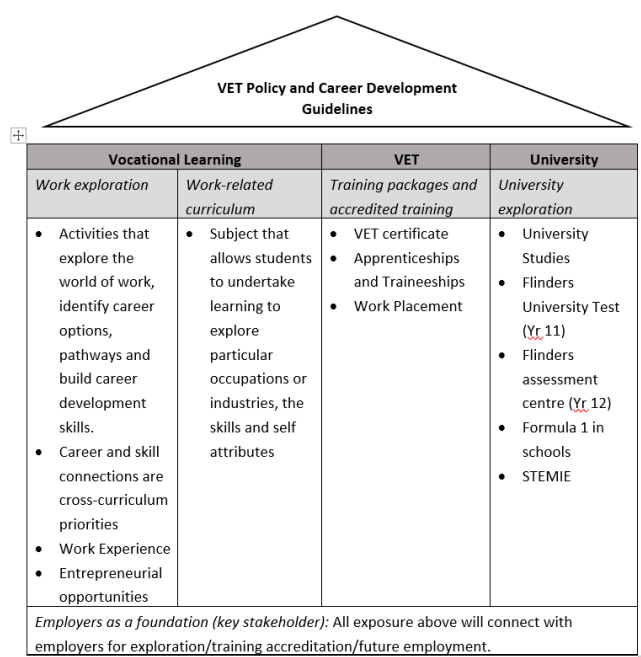 VET Policy and Career Development
Guidelines
Vocational Learning
VET
University
Work exploration
Work-related
curriculum
Training packages and
accredited training
University
exploration
• Activities that
explore the
world of work,
identify career
options,
pathways and
build career
development
skills.
• Career and skill
connections are
cross-curriculum
priorities
• Work Experience
• Entrepreneurial
opportunities
• Subject that
allows students
to undertake
learning to
explore
particular
occupations or
industries, the
skills and self
attributes
• VET certificate
• Apprenticeships
and Traineeships
• Work Placement
• University
Studies
• Flinders
University Test
(Yr 11)
• Flinders
assessment
centre (Yr 12)
• Formula 1 in
schools
• STEMIE
Employers as a foundation (key stakeholder): All exposure above will connect with
employers for exploration/training accreditation/future employment.